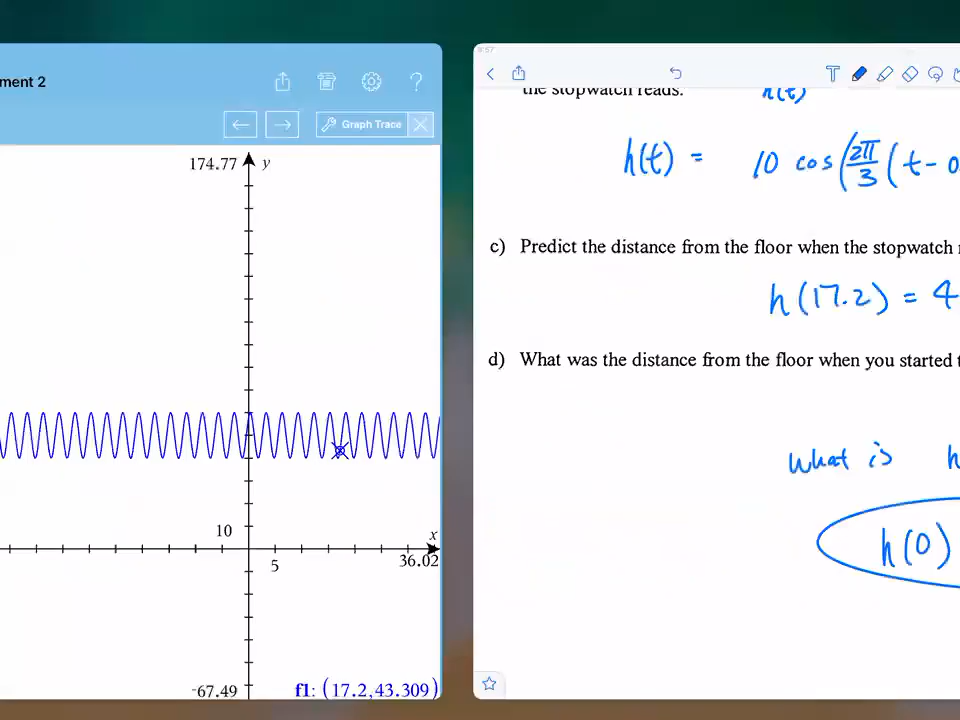 ment 2
Graph Trace
174.77 y
10
x
5
36.02
-67.49
f1: (17.2,43.309)
9:57
T
the stopwatch reads. h(t)
h(t) = 10 cos(2π/3 (t - 0
c) Predict the distance from the floor when the stopwatch
h(17.2) = 4
d) What was the distance from the floor when you started t
what is h
h(0)